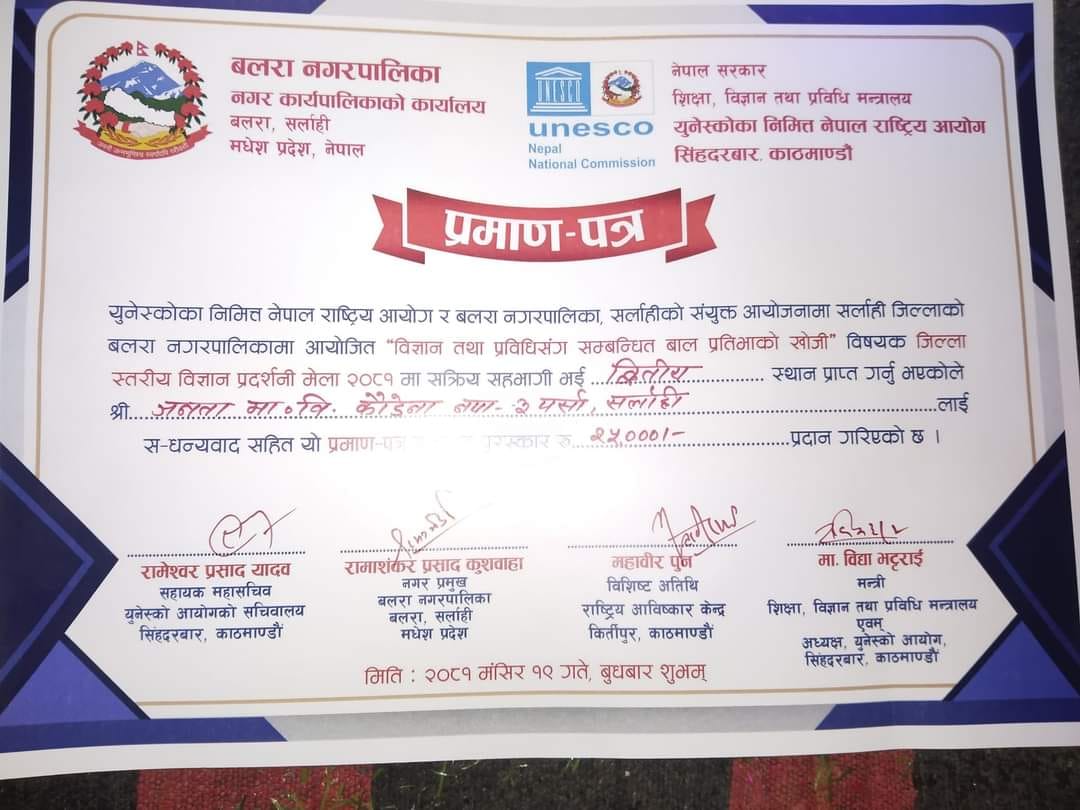 बलरा नगरपालिका
नगर कार्यपालिकाको कार्यालय
बलरा, सर्लाही
मधेश प्रदेश, नेपाल
unesco
Nepal
National Commission
नेपाल सरकार
शिक्षा, विज्ञान तथा प्रविधि मन्त्रालय
युनेस्कोका निमित्त नेपाल राष्ट्रिय आयोग
सिंहदरबार, काठमाण्डौ
प्रमाण-पत्र
युनेस्कोका निमित्त नेपाल राष्ट्रिय आयोग र बलरा नगरपालिका, सर्लाहीको संयुक्त आयोजनामा सर्लाही जिल्लाको
बलरा नगरपालिकामा आयोजित "विज्ञान तथा प्रविधिसंग सम्बन्धित बाल प्रतिभाको खोजी" विषयक जिल्ला
स्तरीय विज्ञान प्रदर्शनी मेला २०८१ मा सक्रिय सहभागी भई द्वितीय स्थान प्राप्त गर्नु भएकोले
श्री जनता मा.वि. कौडेना नपा-३ पर्सा, सर्लाही लाई
स-धन्यवाद सहित यो प्रमाण-पत्र पुरस्कार रु. २५०००।- प्रदान गरिएको छ ।
रामेश्वर प्रसाद यादव
सहायक महासचिव
युनेस्को आयोगको सचिवालय
सिंहदरबार, काठमाण्डौं
रामाशंकर प्रसाद कुशवाहा
नगर प्रमुख
बलरा नगरपालिका
बलरा, सर्लाही
मधेश प्रदेश
महावीर पुन
विशिष्ट अतिथि
राष्ट्रिय आविष्कार केन्द्र
किर्तीपुर, काठमाण्डौं
मा. विद्या भट्टराई
मन्त्री
शिक्षा, विज्ञान तथा प्रविधि मन्त्रालय
एवम्
अध्यक्ष, युनेस्को आयोग,
सिंहदरबार, काठमाण्डौं
मिति : २०८१ मंसिर १९ गते, बुधबार शुभम्